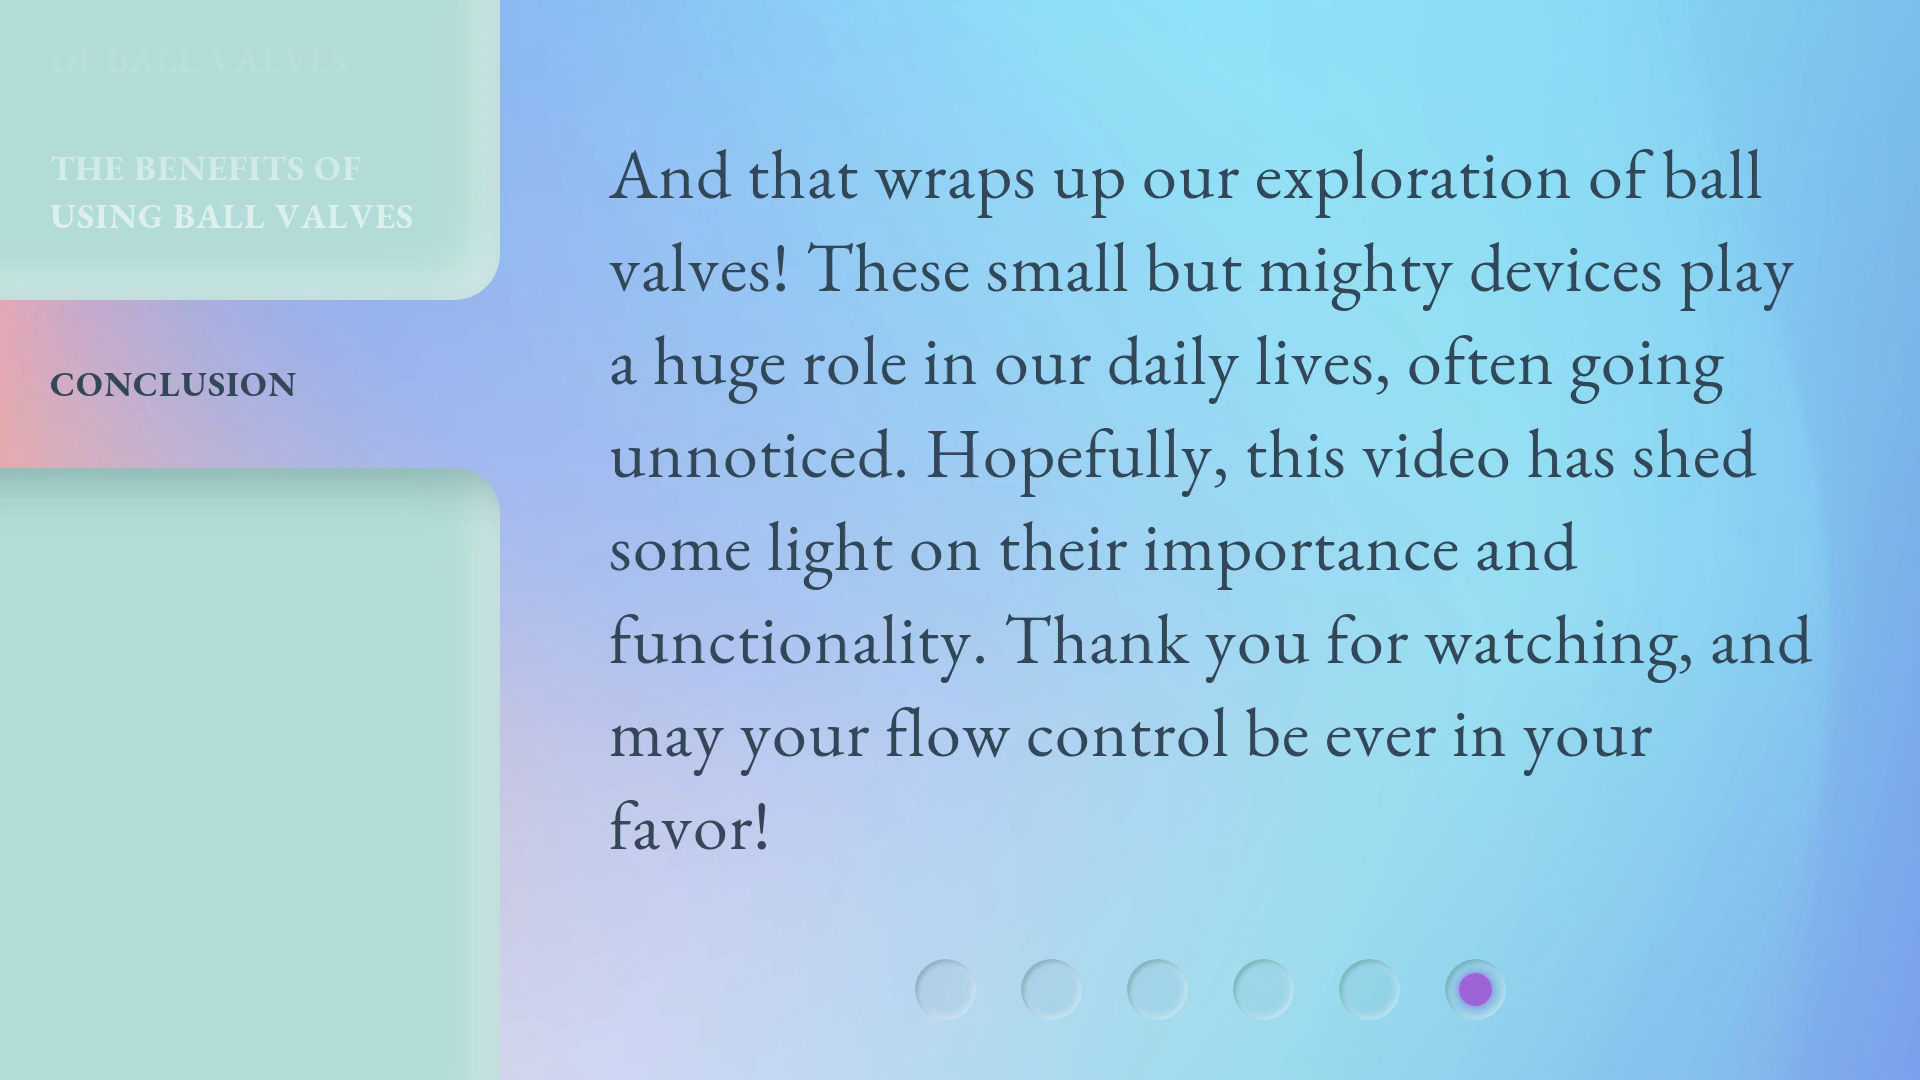 OF BALL VALVES
THE BENEFITS OF
USING BALL VALVES
CONCLUSION
And that wraps up our exploration of ball
valves! These small but mighty devices play
a huge role in our daily lives, often going
unnoticed. Hopefully, this video has shed
some light on their importance and
functionality. Thank you for watching, and
may your flow control be ever in your
favor!